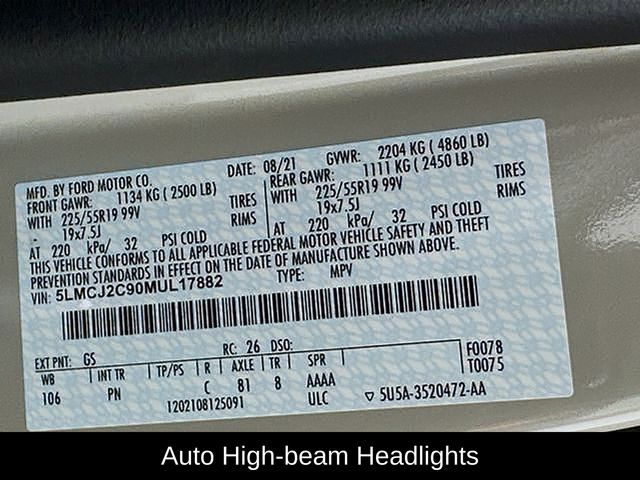 MFD. BY FORD MOTOR CO. DATE: 08/21 GVWR: 2204 KG ( 4860 LB)
FRONT GAWR: 1134 KG ( 2500 LB) REAR GAWR: 1111 KG ( 2450 LB)
WITH 225/55R19 99V TIRES WITH 225/55R19 99V TIRES
- 19x7.5J RIMS 19x7.5J RIMS
AT 220 kPa/ 32 PSI COLD AT 220 kPa/ 32 PSI COLD
THIS VEHICLE CONFORMS TO ALL APPLICABLE FEDERAL MOTOR VEHICLE SAFETY AND THEFT
PREVENTION STANDARDS IN EFFECT ON THE DATE OF MANUFACTURE SHOWN ABOVE.
VIN: 5LMCJ2C90MUL17882 TYPE: MPV
EXT PNT: GS RC: 26 DSO: F0078
WB INT TR TP/PS R AXLE TR SPR T0075
106 PN C 81 8 AAAA
1202108125091 ULC 5U5A-3520472-AA
Auto High-beam Headlights